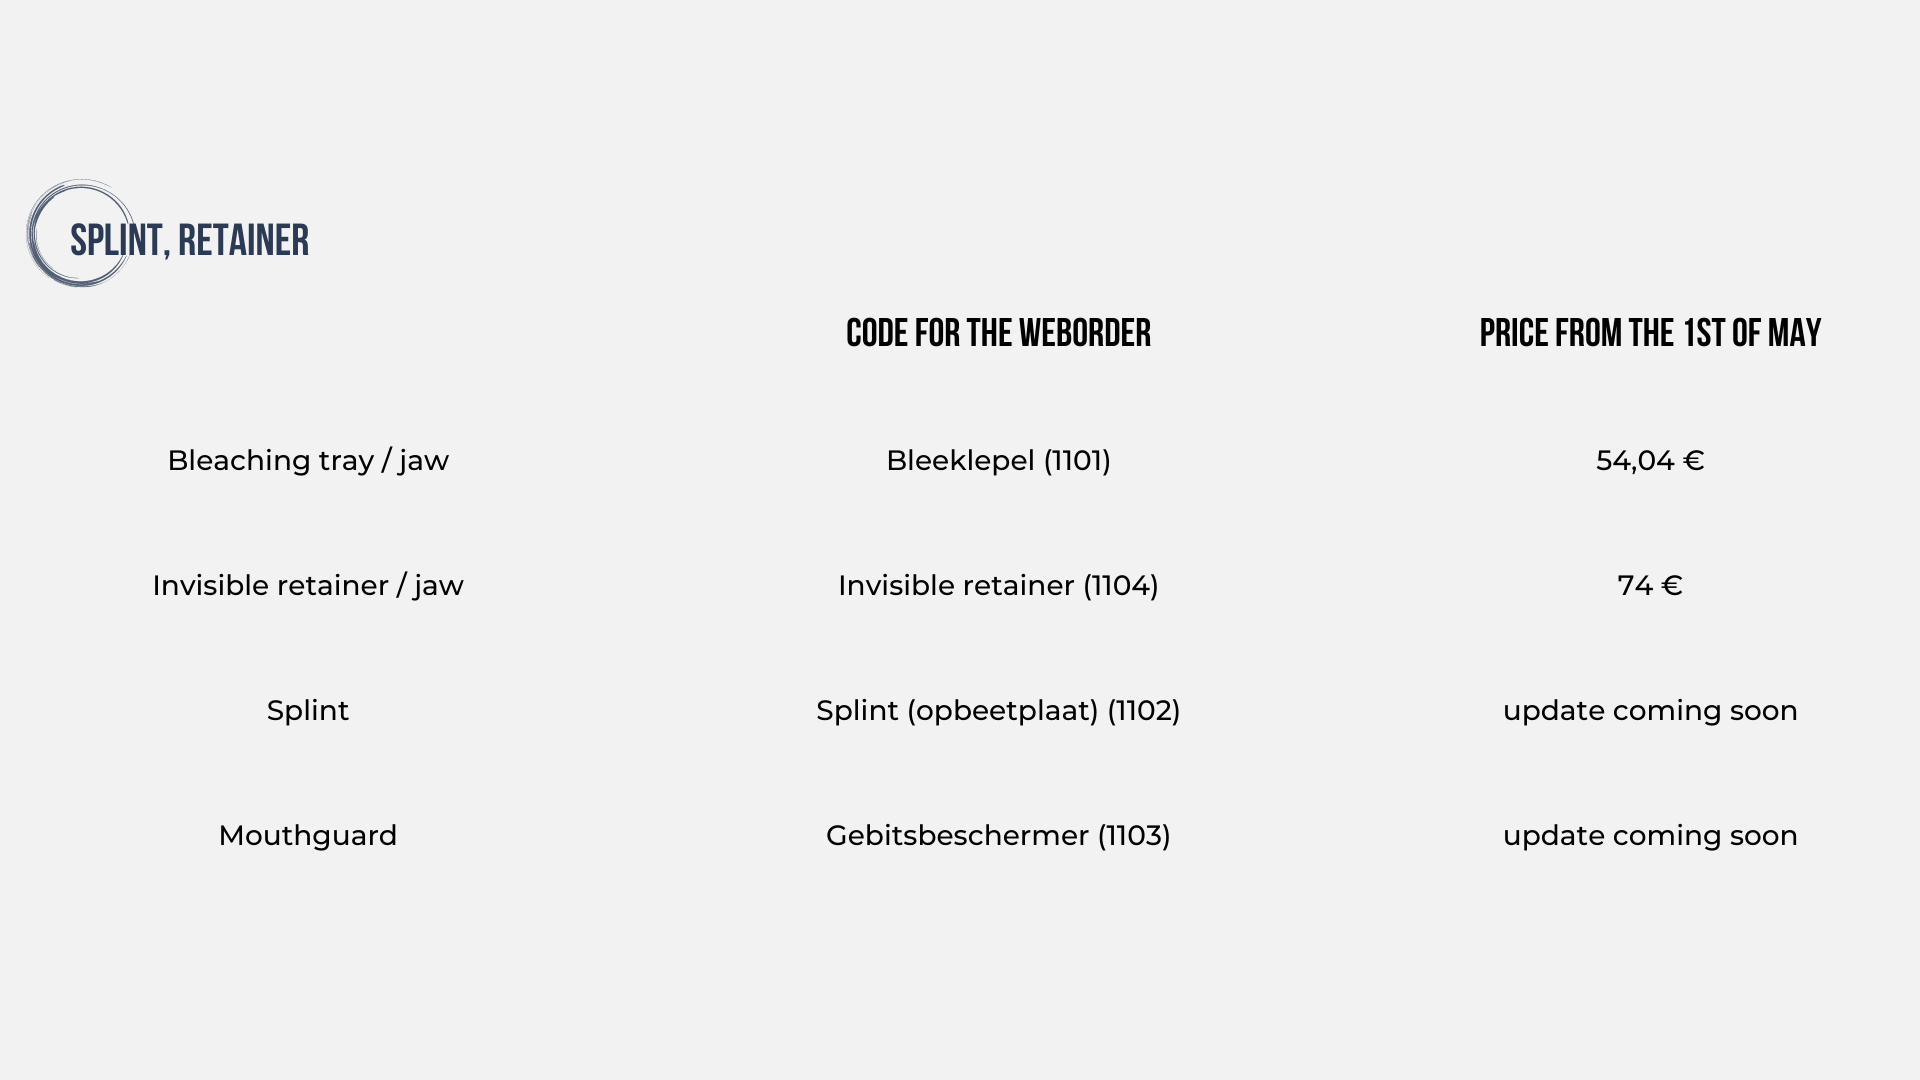 SPLINT, RETAINER
CODE FOR THE WEBORDER PRICE FROM THE 1ST OF MAY
Bleaching tray / jaw Bleeklepel (1101) 54,04 €
Invisible retainer / jaw Invisible retainer (1104) 74 €
Splint Splint (opbeetplaat) (1102) update coming soon
Mouthguard Gebitsbeschermer (1103) update coming soon